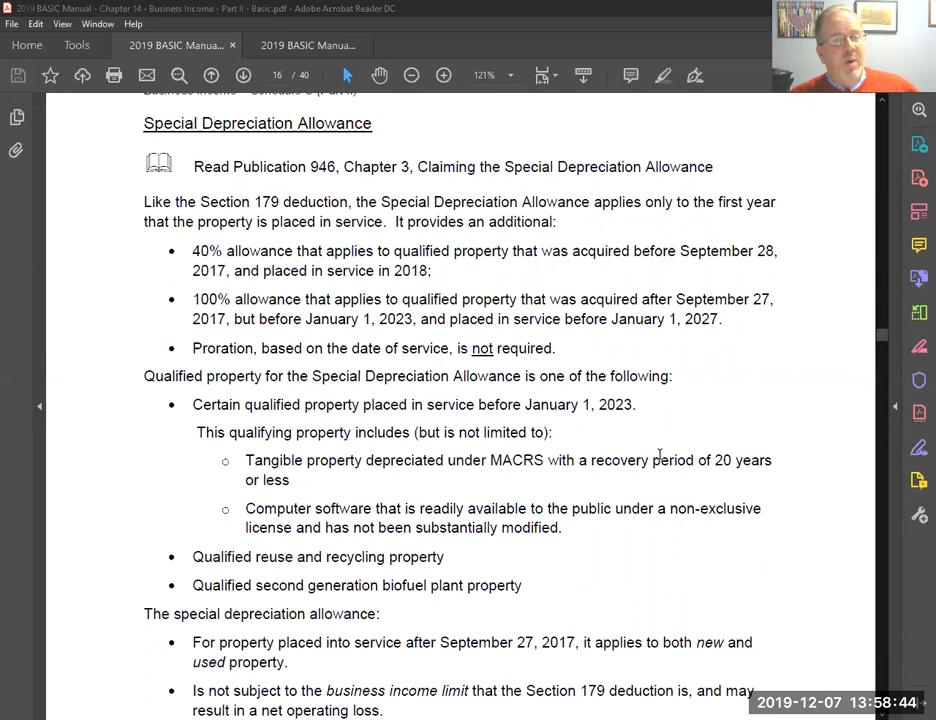 2019 BASIC Manual - Chapter 14 - Business Income - Part II - Basic.pdf - Adobe Acrobat Reader DC
File Edit View Window Help
Home Tools 2019 BASIC Manua... × 2019 BASIC Manua...
16 / 40 121%
Business Income – Schedule C (Part II)
Special Depreciation Allowance
Read Publication 946, Chapter 3, Claiming the Special Depreciation Allowance
Like the Section 179 deduction, the Special Depreciation Allowance applies only to the first year
that the property is placed in service. It provides an additional:
• 40% allowance that applies to qualified property that was acquired before September 28,
2017, and placed in service in 2018;
• 100% allowance that applies to qualified property that was acquired after September 27,
2017, but before January 1, 2023, and placed in service before January 1, 2027.
• Proration, based on the date of service, is not required.
Qualified property for the Special Depreciation Allowance is one of the following:
• Certain qualified property placed in service before January 1, 2023.
This qualifying property includes (but is not limited to):
o Tangible property depreciated under MACRS with a recovery period of 20 years
or less
o Computer software that is readily available to the public under a non-exclusive
license and has not been substantially modified.
• Qualified reuse and recycling property
• Qualified second generation biofuel plant property
The special depreciation allowance:
• For property placed into service after September 27, 2017, it applies to both new and
used property.
• Is not subject to the business income limit that the Section 179 deduction is, and may
result in a net operating loss.
2019-12-07 13:58:44